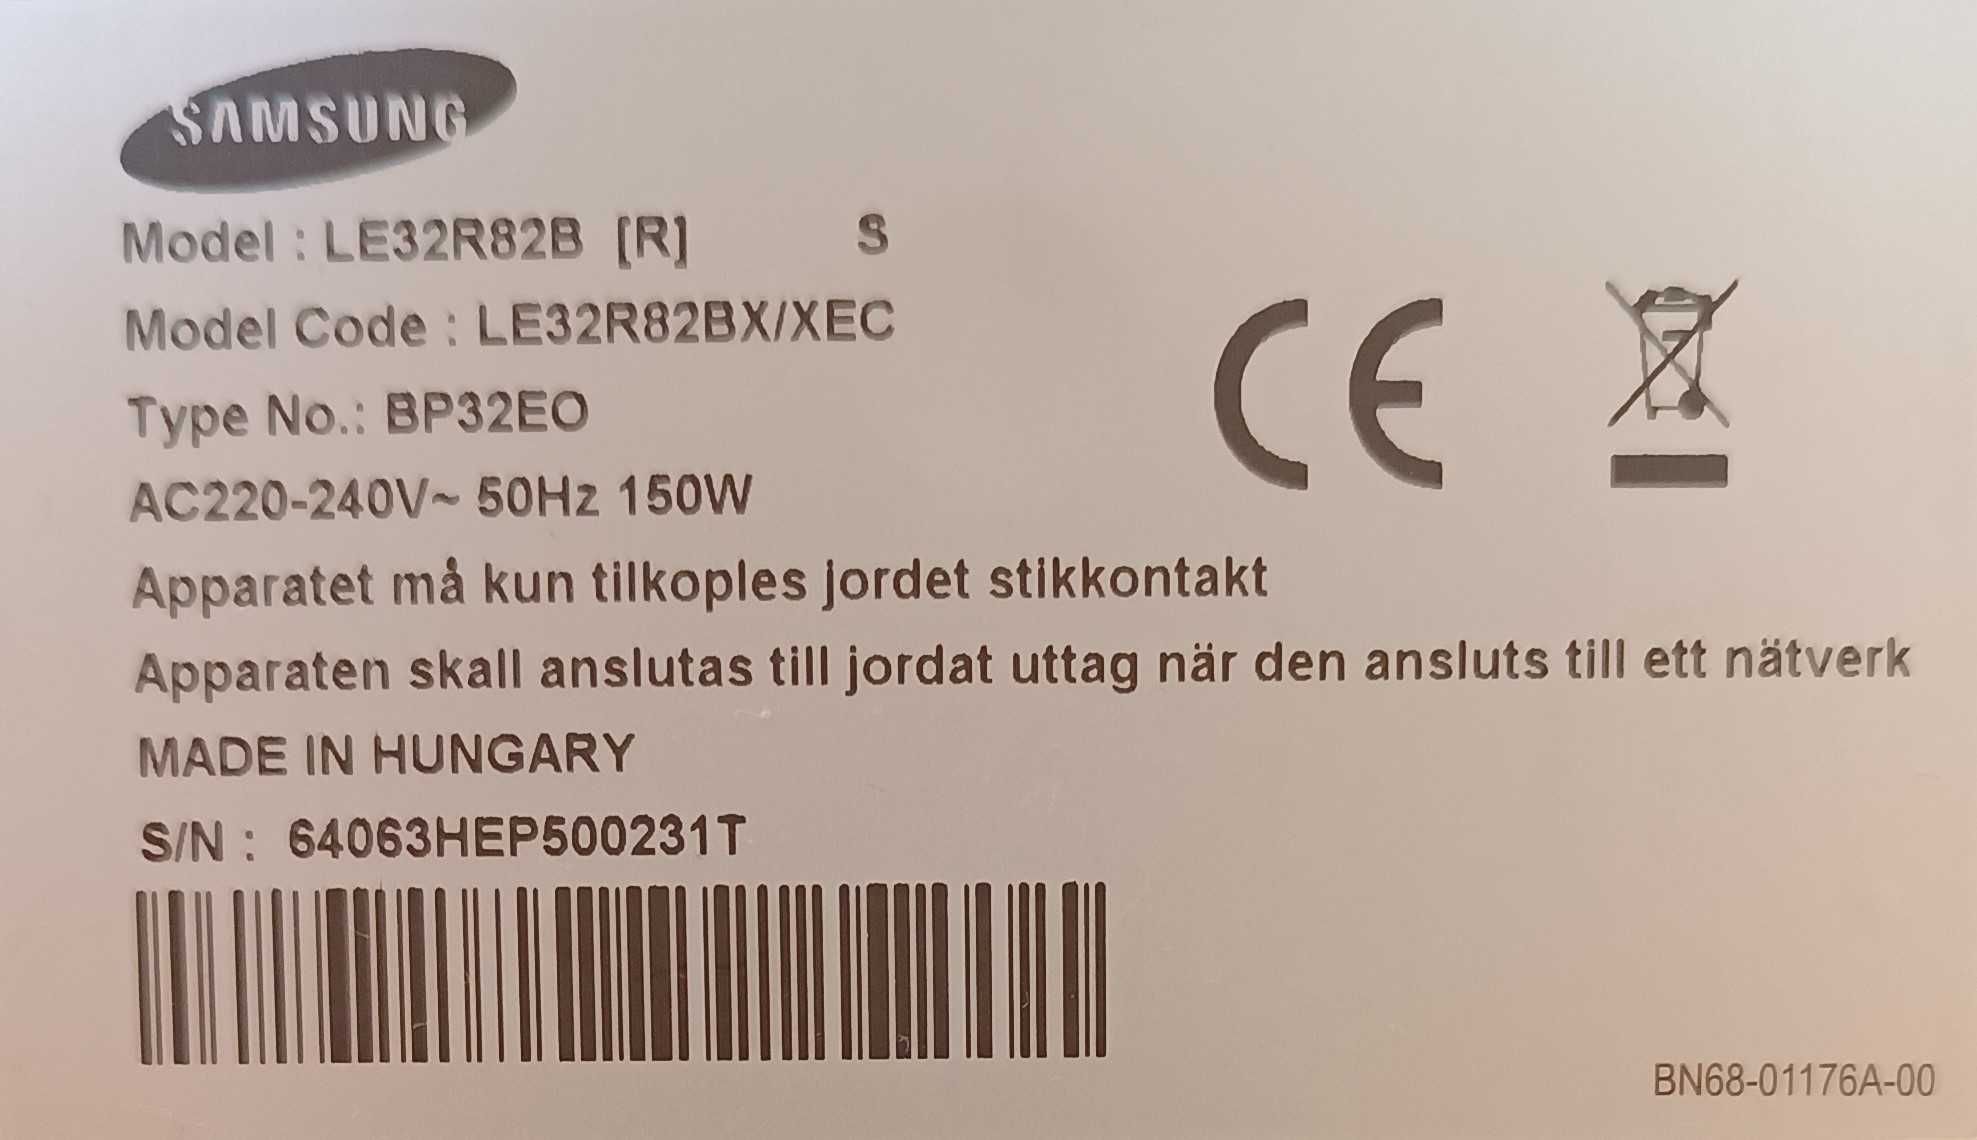 SAMSUNG
Model : LE32R82B [R] S
Model Code : LE32R82BX/XEC
Type No.: BP32EO
AC220-240V~ 50Hz 150W
Apparatet må kun tilkoples jordet stikkontakt
Apparaten skall anslutas till jordat uttag när den ansluts till ett nätverk
MADE IN HUNGARY
S/N : 64063HEP500231T
BN68-01176A-00